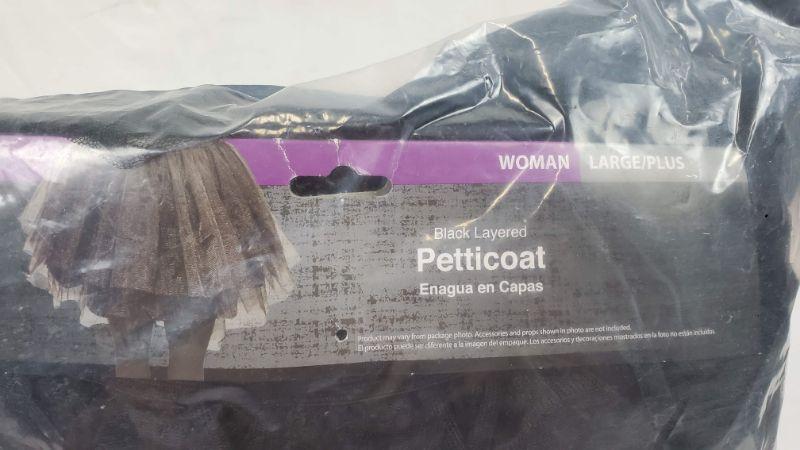 WOMAN LARGE/PLUS
Black Layered
Petticoat
Enagua en Capas
Product may vary from package photo. Accessories and props shown in photo are not included.
El producto puede ser diferente a la imagen del empaque. Los accesorios y decoraciones mostrados en la foto no están incluidos.